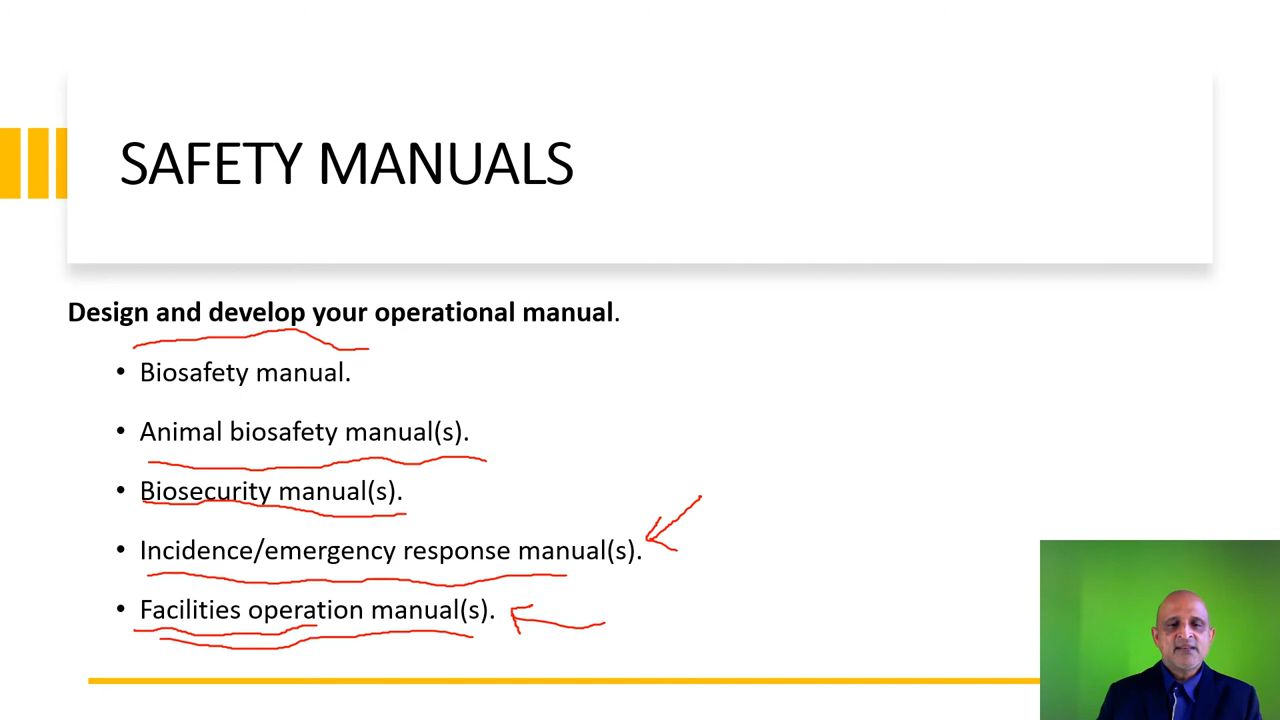 SAFETY MANUALS
Design and develop your operational manual.
• Biosafety manual.
• Animal biosafety manual(s).
• Biosecurity manual(s).
• Incidence/emergency response manual(s).
• Facilities operation manual(s).